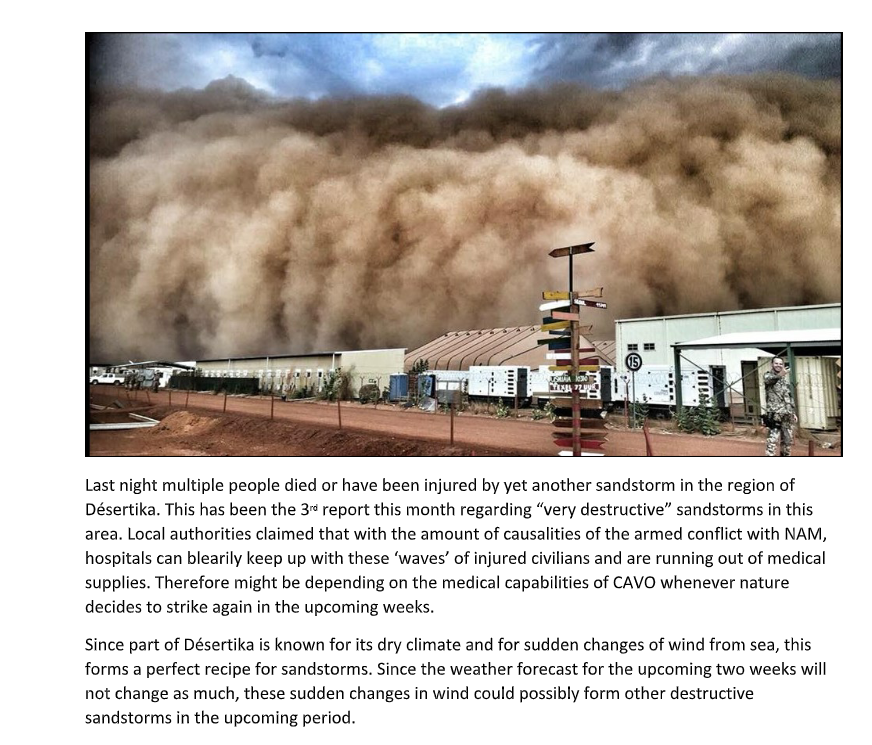 15
Last night multiple people died or have been injured by yet another sandstorm in the region of
Désertika. This has been the 3rd report this month regarding “very destructive” sandstorms in this
area. Local authorities claimed that with the amount of causalities of the armed conflict with NAM,
hospitals can blearily keep up with these ‘waves’ of injured civilians and are running out of medical
supplies. Therefore might be depending on the medical capabilities of CAVO whenever nature
decides to strike again in the upcoming weeks.
Since part of Désertika is known for its dry climate and for sudden changes of wind from sea, this
forms a perfect recipe for sandstorms. Since the weather forecast for the upcoming two weeks will
not change as much, these sudden changes in wind could possibly form other destructive
sandstorms in the upcoming period.